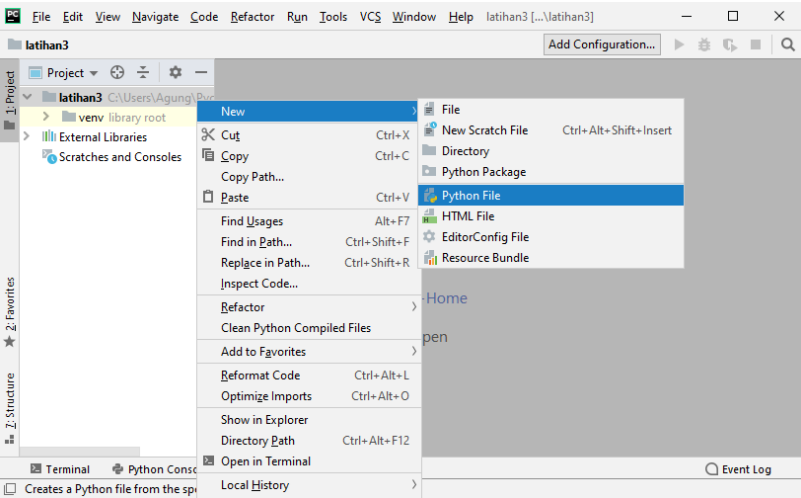 PC File Edit View Navigate Code Refactor Run Tools VCS Window Help latihan3 [...\latihan3]
latihan3 Add Configuration...
1: Project
Project
latihan3 C:\Users\Agung\Pyc
venv library root
External Libraries
Scratches and Consoles
New
Cut Ctrl+X
Copy Ctrl+C
Copy Path...
Paste Ctrl+V
Find Usages Alt+F7
Find in Path... Ctrl+Shift+F
Replace in Path... Ctrl+Shift+R
Inspect Code...
Refactor
Clean Python Compiled Files
Add to Favorites
Reformat Code Ctrl+Alt+L
Optimize Imports Ctrl+Alt+O
Show in Explorer
Directory Path Ctrl+Alt+F12
Open in Terminal
Local History
File
New Scratch File Ctrl+Alt+Shift+Insert
Directory
Python Package
Python File
HTML File
EditorConfig File
Resource Bundle
+Home
pen
2: Favorites
7: Structure
Terminal Python Conso Event Log
Creates a Python file from the spe